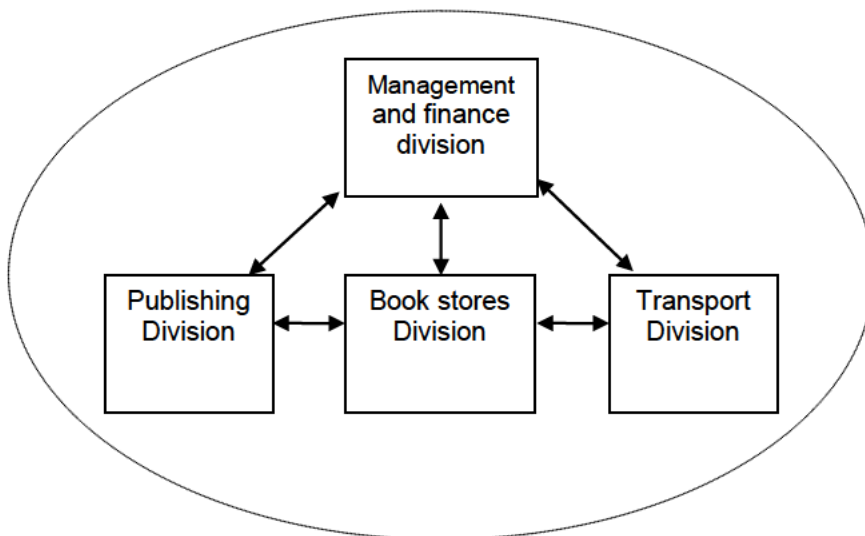 Management
and finance
division
Publishing
Division
Book stores
Division
Transport
Division